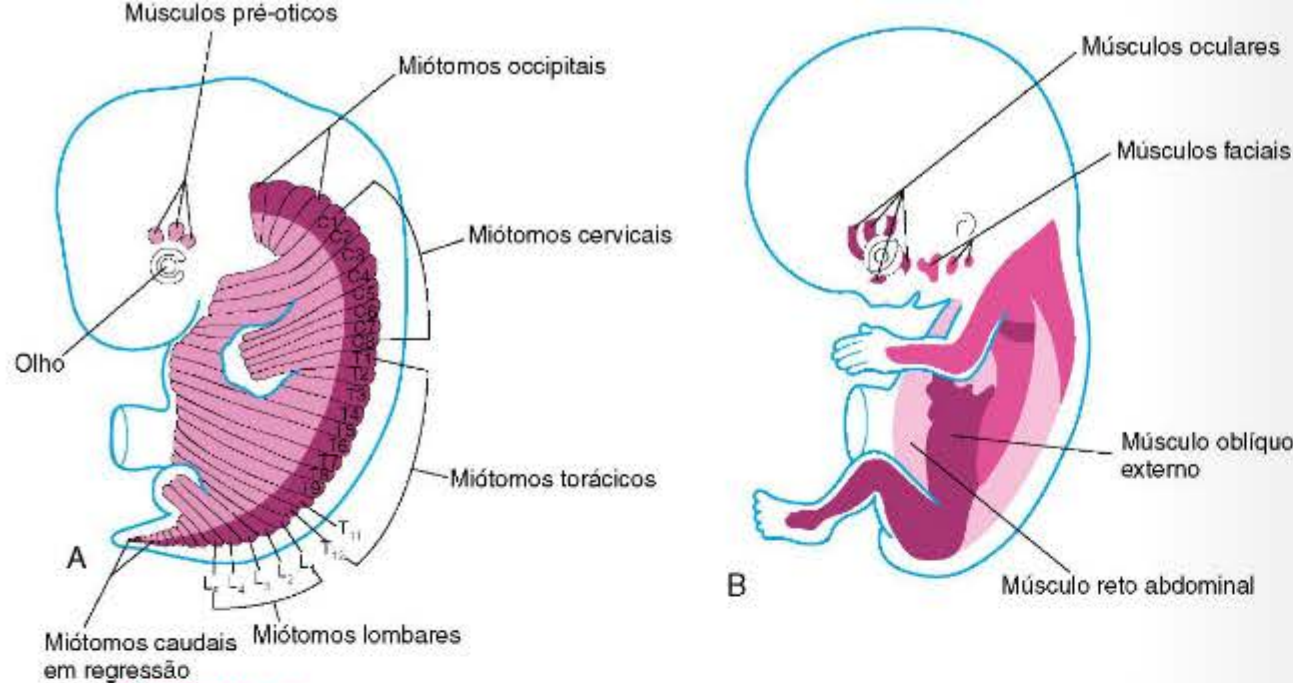 Músculos pré-oticos
Miótomos occipitais
C1
C2
C3
C4
C5
C6
C7
C8
Miótomos cervicais
Olho
T1
T2
T3
T4
T5
T6
T7
Miótomos torácicos
T11
T12
L1
L2
L3
L4
L5
A
Miótomos lombares
Miótomos caudais
em regressão
Músculos oculares
Músculos faciais
Músculo oblíquo
externo
Músculo reto abdominal
B